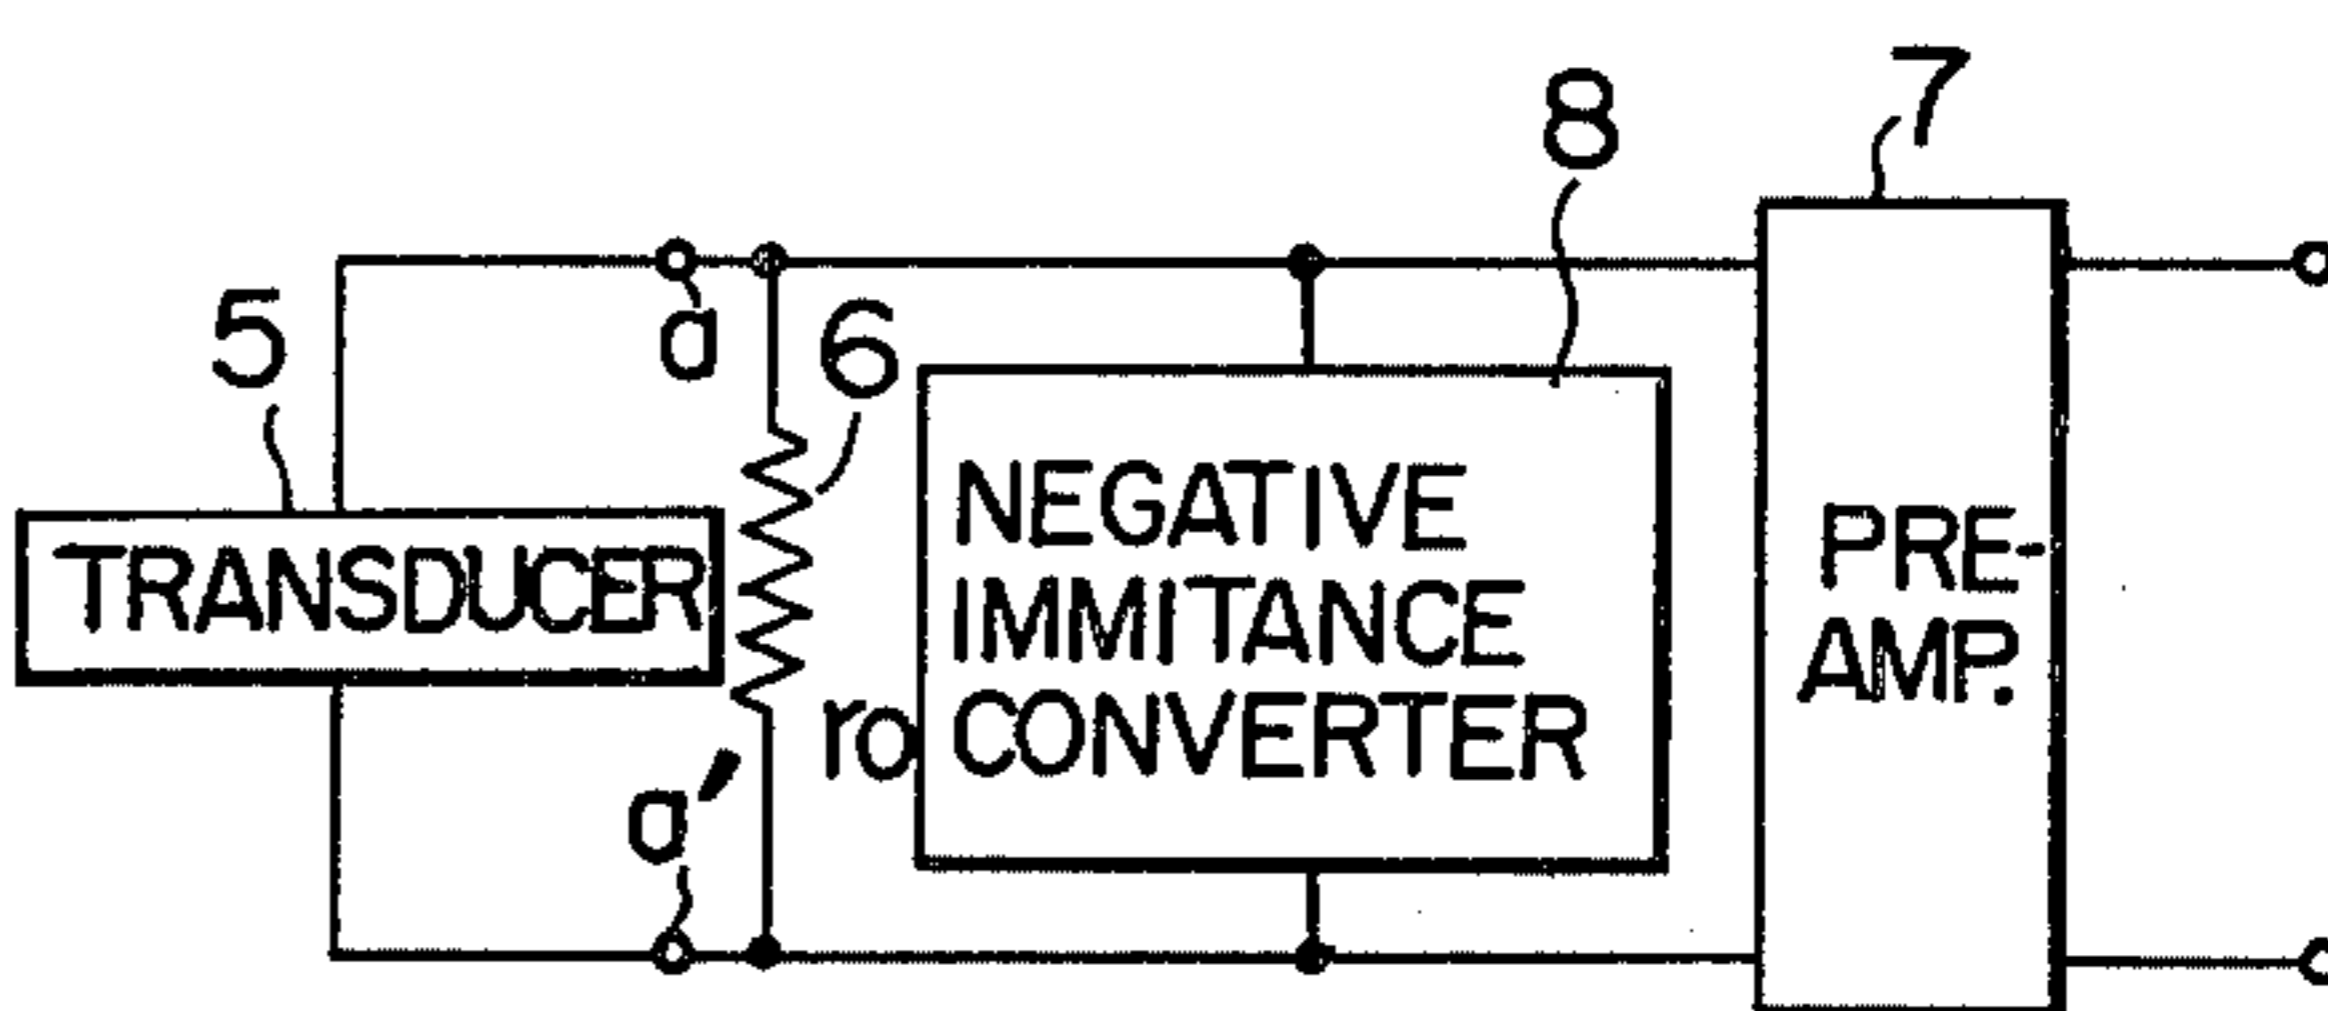 7
8
5
a
6
TRANSDUCER
NEGATIVE
IMMITANCE
CONVERTER
PRE-
AMP.
ro
a'